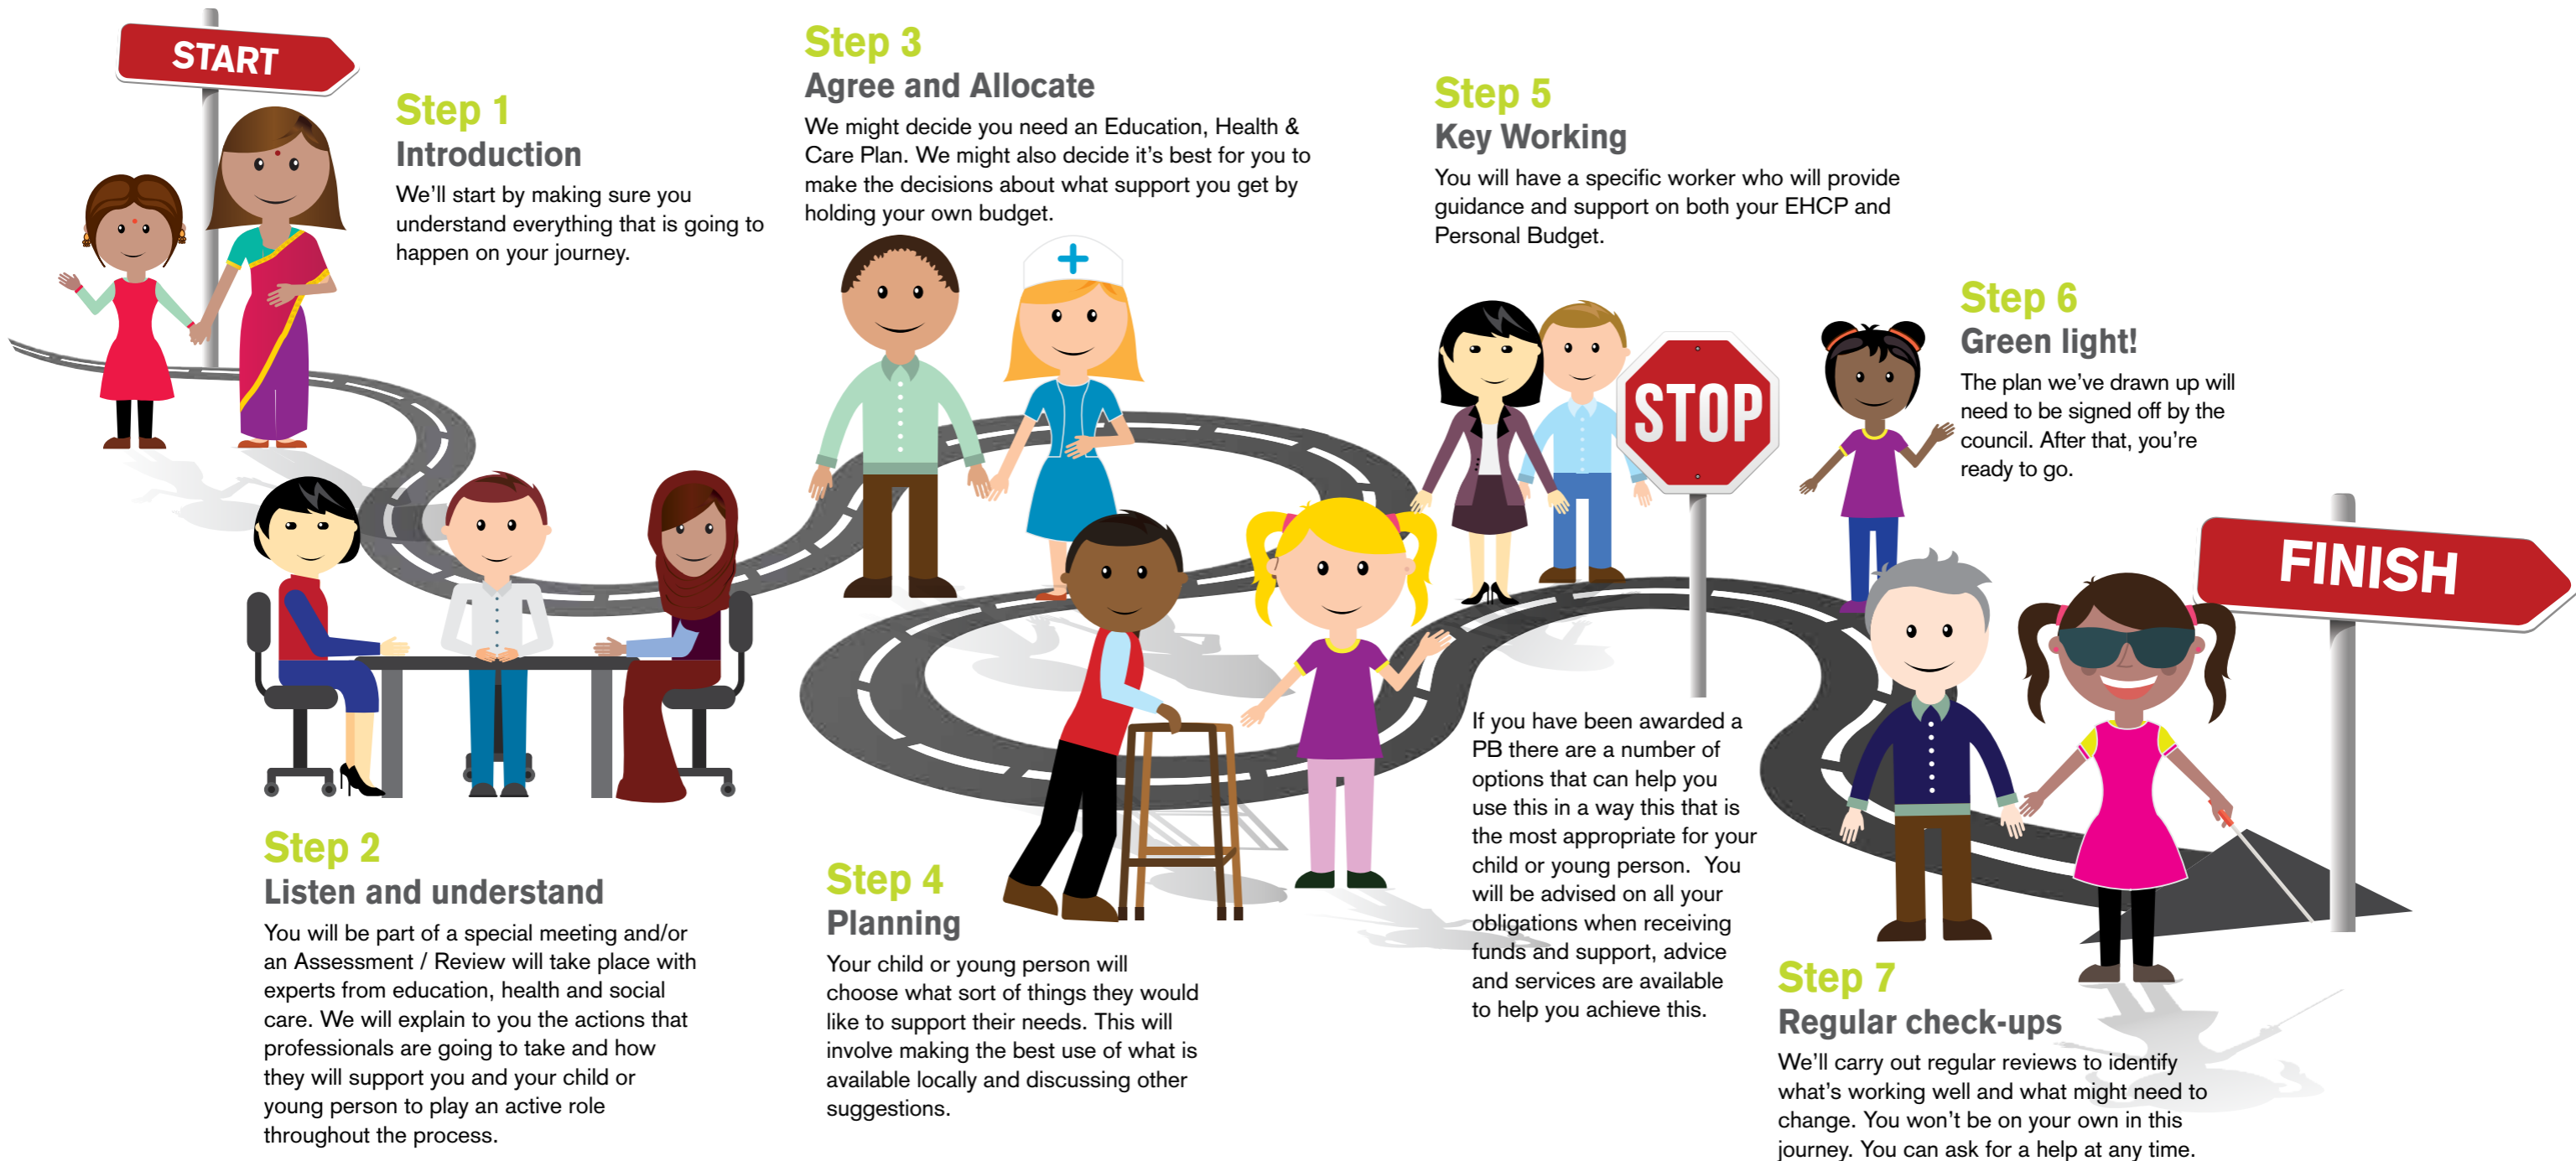 START
Step 1
Introduction
We'll start by making sure you
understand everything that is going to
happen on your journey.
Step 2
Listen and understand
You will be part of a special meeting and/or
an Assessment / Review will take place with
experts from education, health and social
care. We will explain to you the actions that
professionals are going to take and how
they will support you and your child or
young person to play an active role
throughout the process.
Step 3
Agree and Allocate
We might decide you need an Education, Health &
Care Plan. We might also decide it's best for you to
make the decisions about what support you get by
holding your own budget.
Step 4
Planning
Your child or young person will
choose what sort of things they would
like to support their needs. This will
involve making the best use of what is
available locally and discussing other
suggestions.
Step 5
Key Working
You will have a specific worker who will provide
guidance and support on both your EHCP and
Personal Budget.
STOP
If you have been awarded a
PB there are a number of
options that can help you
use this in a way this that is
the most appropriate for your
child or young person.  You
will be advised on all your
obligations when receiving
funds and support, advice
and services are available
to help you achieve this.
Step 6
Green light!
The plan we've drawn up will
need to be signed off by the
council. After that, you're
ready to go.
FINISH
Step 7
Regular check-ups
We'll carry out regular reviews to identify
what's working well and what might need to
change. You won't be on your own in this
journey. You can ask for a help at any time.